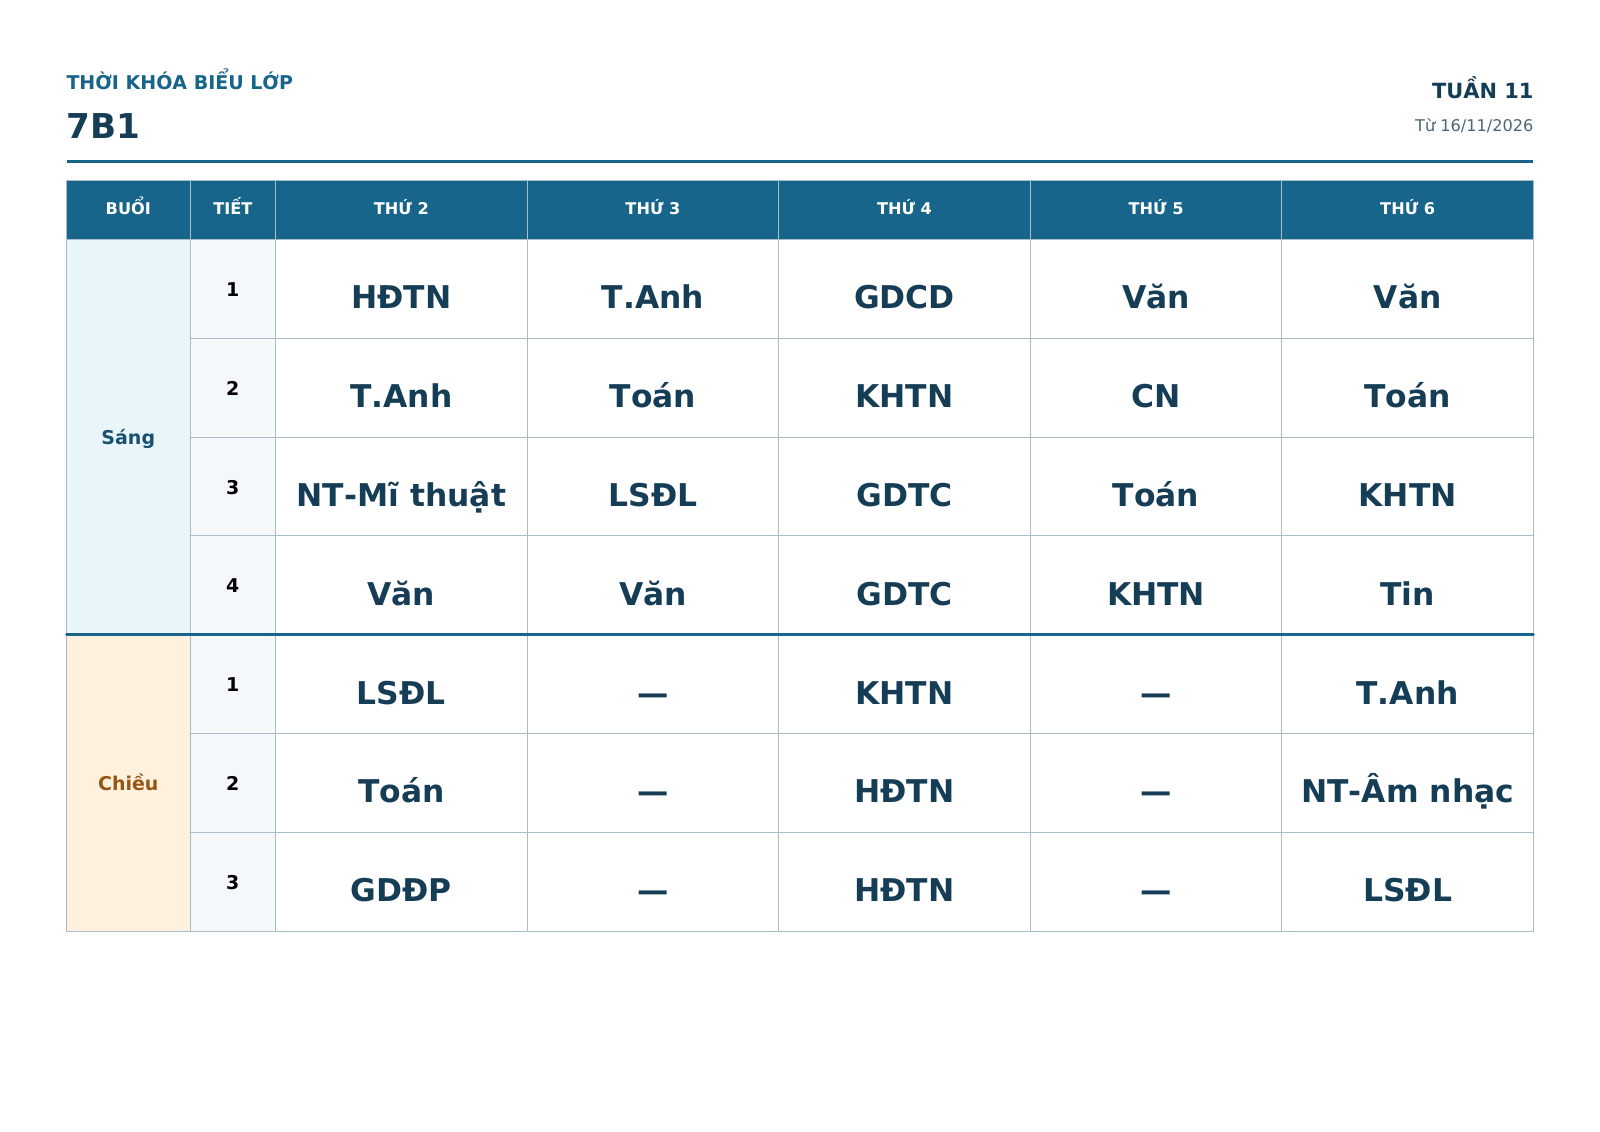 THỜI KHÓA BIỂU LỚP
7B1
TUẦN 11
Từ 16/11/2026
BUỔI TIẾT THỨ 2 THỨ 3 THỨ 4 THỨ 5 THỨ 6
Sáng
1 HĐTN T.Anh GDCD Văn Văn
2 T.Anh Toán KHTN CN Toán
3 NT-Mĩ thuật LSĐL GDTC Toán KHTN
4 Văn Văn GDTC KHTN Tin
Chiều
1 LSĐL — KHTN — T.Anh
2 Toán — HĐTN — NT-Âm nhạc
3 GDĐP — HĐTN — LSĐL